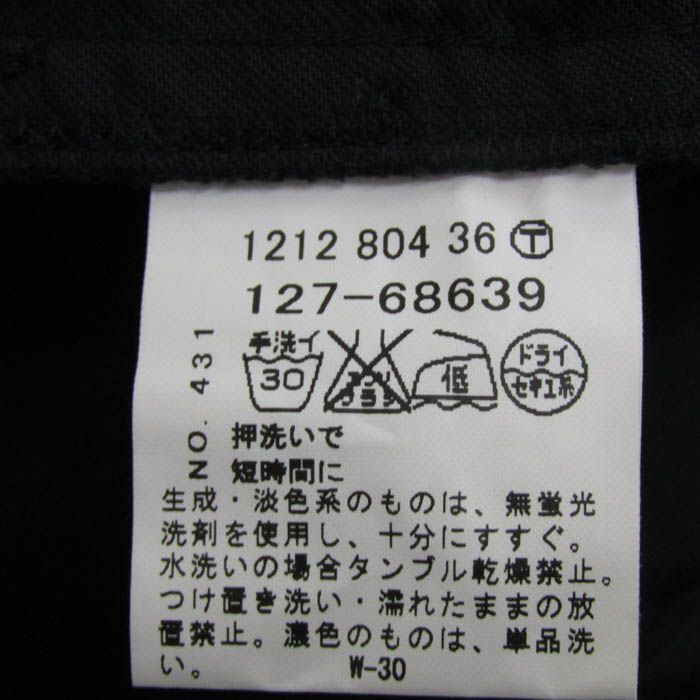 1212 804 36 Ⓣ
127-68639
NO. 431
手洗イ
30
エンソ
サラシ
低
ドライ
セキユ系
押洗いで
短時間に
生成・淡色系のものは、無蛍光
洗剤を使用し、十分にすすぐ。
水洗いの場合タンブル乾燥禁止。
つけ置き洗い・濡れたままの放
置禁止。濃色のものは、単品洗
い。
W-30